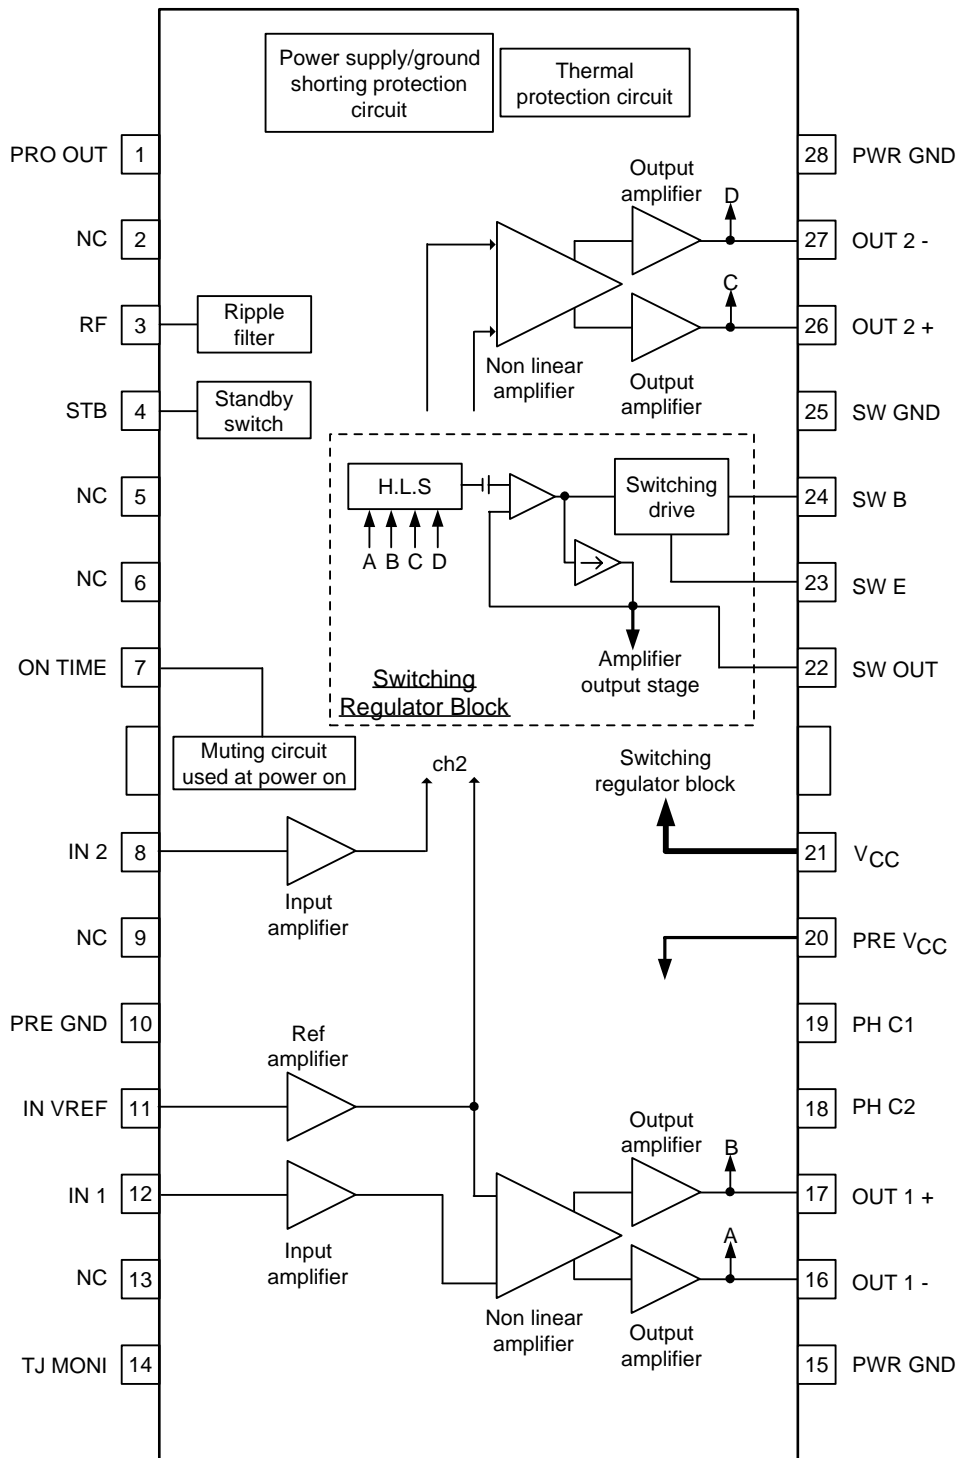 Power supply/ground
shorting protection
circuit
Thermal
protection circuit
PRO OUT 1
28 PWR GND
Output
amplifier
D
NC 2
27 OUT 2 -
C
RF 3
Ripple
filter
26 OUT 2 +
Non linear
amplifier
Output
amplifier
STB 4
Standby
switch
25 SW GND
NC 5
H.L.S
Switching
drive
24 SW B
A B C D
NC 6
23 SW E
ON TIME 7
Amplifier
output stage
22 SW OUT
Switching
Regulator Block
Muting circuit
used at power on
ch2
Switching
regulator block
IN 2 8
21 VCC
Input
amplifier
NC 9
20 PRE VCC
PRE GND 10
19 PH C1
Ref
amplifier
IN VREF 11
18 PH C2
Output
amplifier
B
IN 1 12
17 OUT 1 +
A
Input
amplifier
NC 13
16 OUT 1 -
Non linear
amplifier
Output
amplifier
TJ MONI 14
15 PWR GND